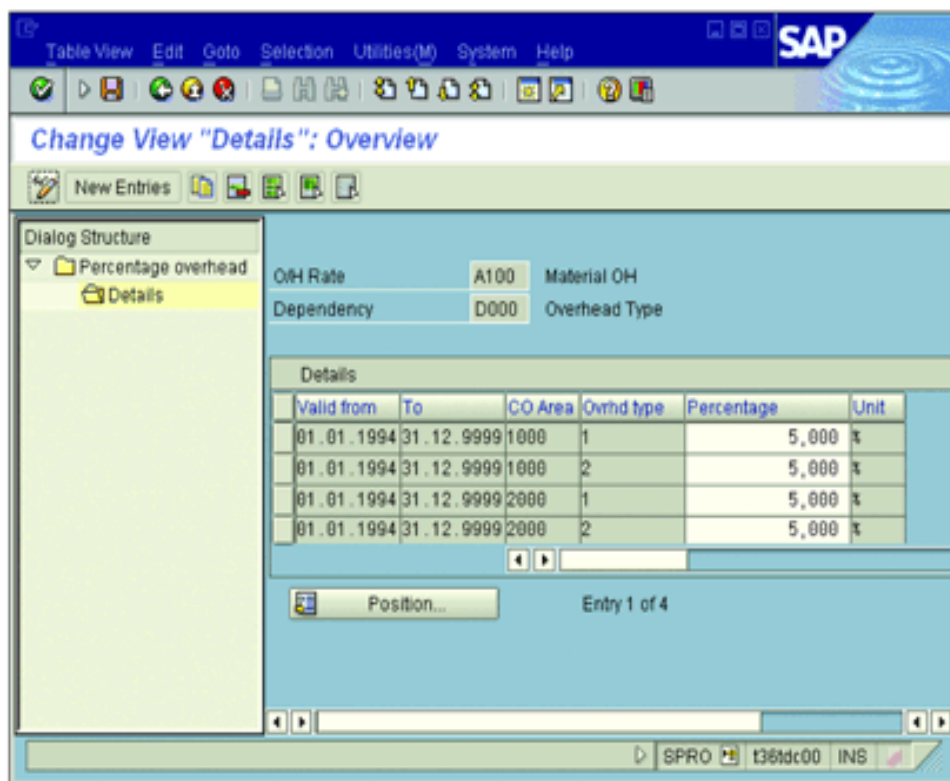 Table View Edit Goto Selection Utilities(M) System Help
SAP
Change View "Details": Overview
New Entries
Dialog Structure
Percentage overhead
Details
O/H Rate A100 Material OH
Dependency D000 Overhead Type
Details
Valid from To CO Area Ovrhd type Percentage Unit
01.01.1994 31.12.9999 1000 1 5,000 %
01.01.1994 31.12.9999 1000 2 5,000 %
01.01.1994 31.12.9999 2000 1 5,000 %
01.01.1994 31.12.9999 2000 2 5,000 %
Position... Entry 1 of 4
SPRO t36tdc00 INS